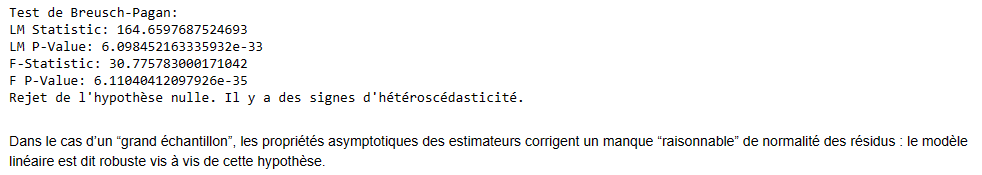 Test de Breusch-Pagan:
LM Statistic: 164.6597687524693
LM P-Value: 6.098452163335932e-33
F-Statistic: 30.775783000171042
F P-Value: 6.11040412097926e-35
Rejet de l'hypothèse nulle. Il y a des signes d'hétéroscédasticité.
Dans le cas d’un “grand échantillon”, les propriétés asymptotiques des estimateurs corrigent un manque “raisonnable” de normalité des résidus : le modèle
linéaire est dit robuste vis à vis de cette hypothèse.